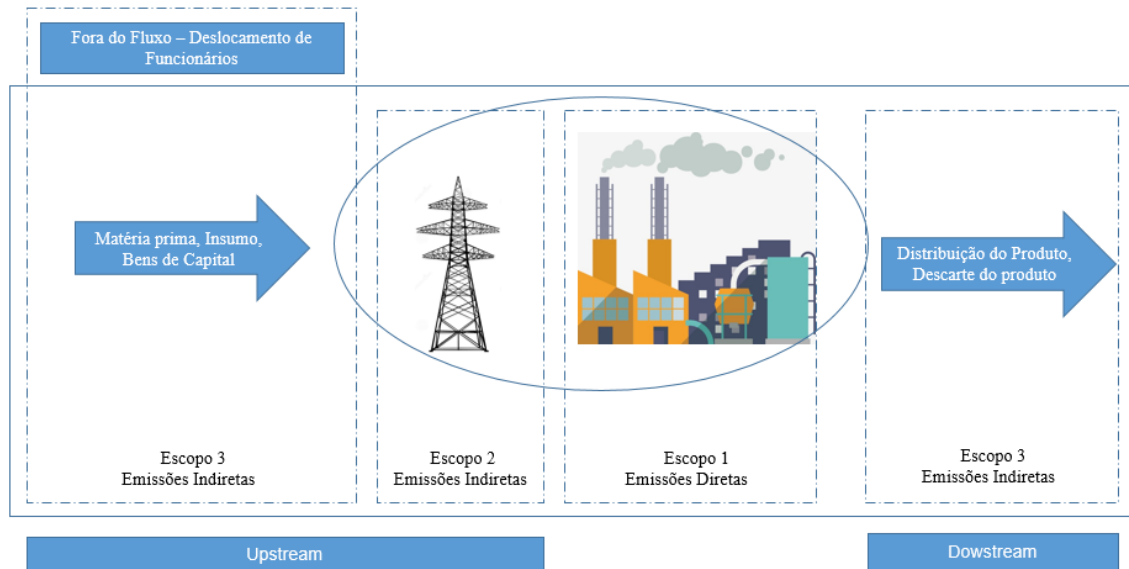 Fora do Fluxo – Deslocamento de
Funcionários
Matéria prima, Insumo,
Bens de Capital
Distribuição do Produto,
Descarte do produto
Escopo 3
Emissões Indiretas
Escopo 2
Emissões Indiretas
Escopo 1
Emissões Diretas
Escopo 3
Emissões Indiretas
Upstream
Dowstream